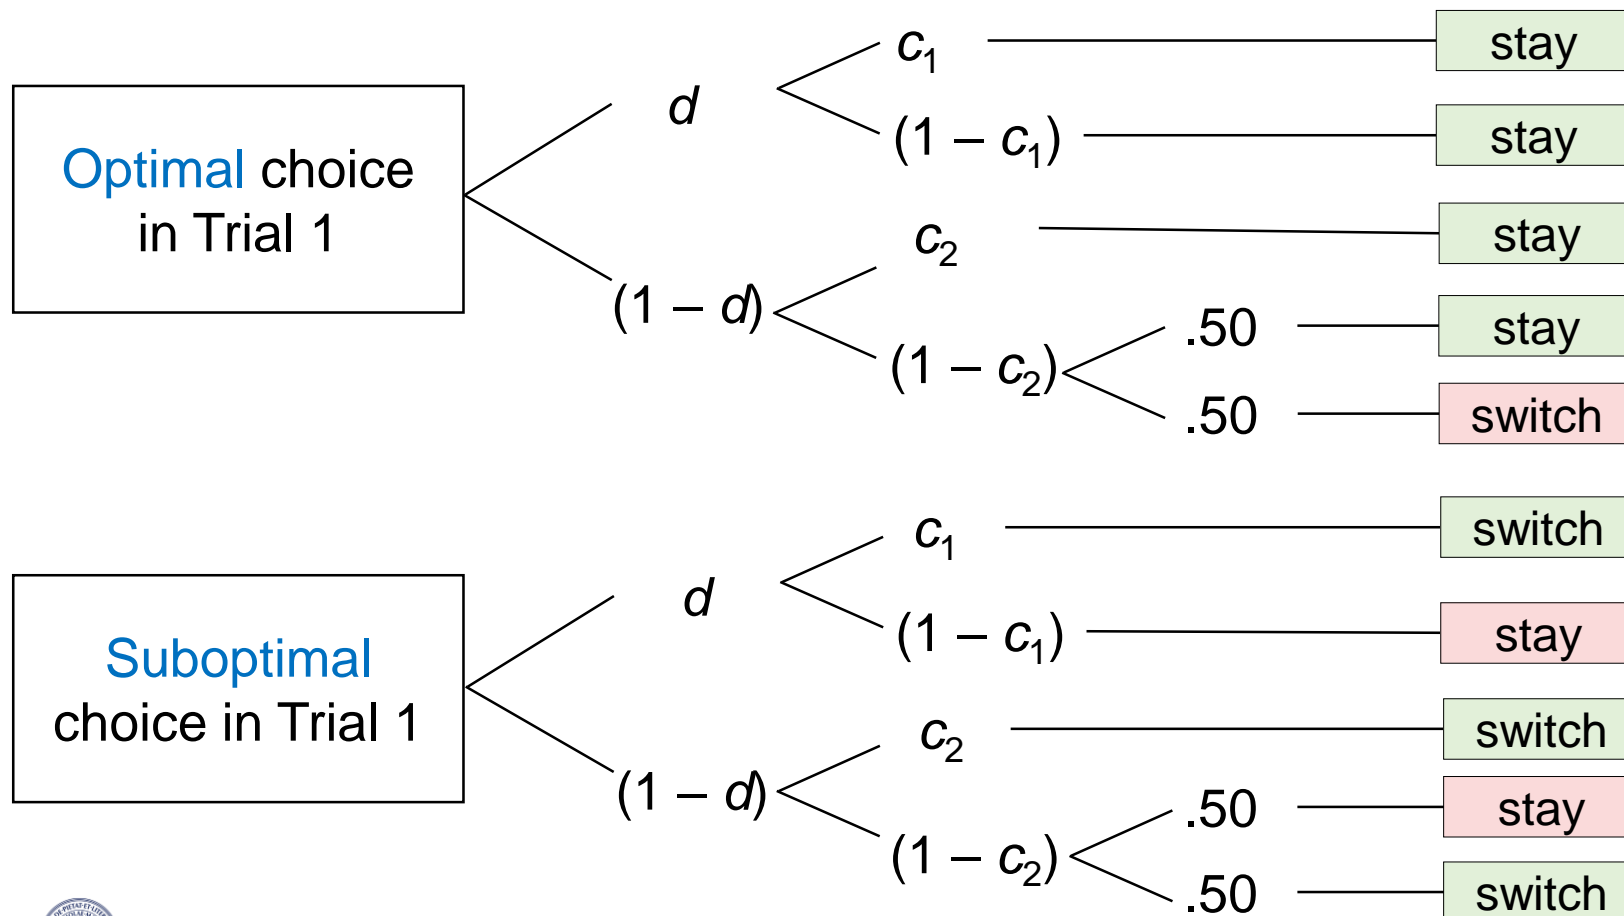 c₁
stay
d
(1 – c₁)
stay
Optimal choice
in Trial 1
c₂
stay
(1 – d)
.50
stay
(1 – c₂)
.50
switch
c₁
switch
d
(1 – c₁)
stay
Suboptimal
choice in Trial 1
c₂
switch
(1 – d)
.50
stay
(1 – c₂)
.50
switch